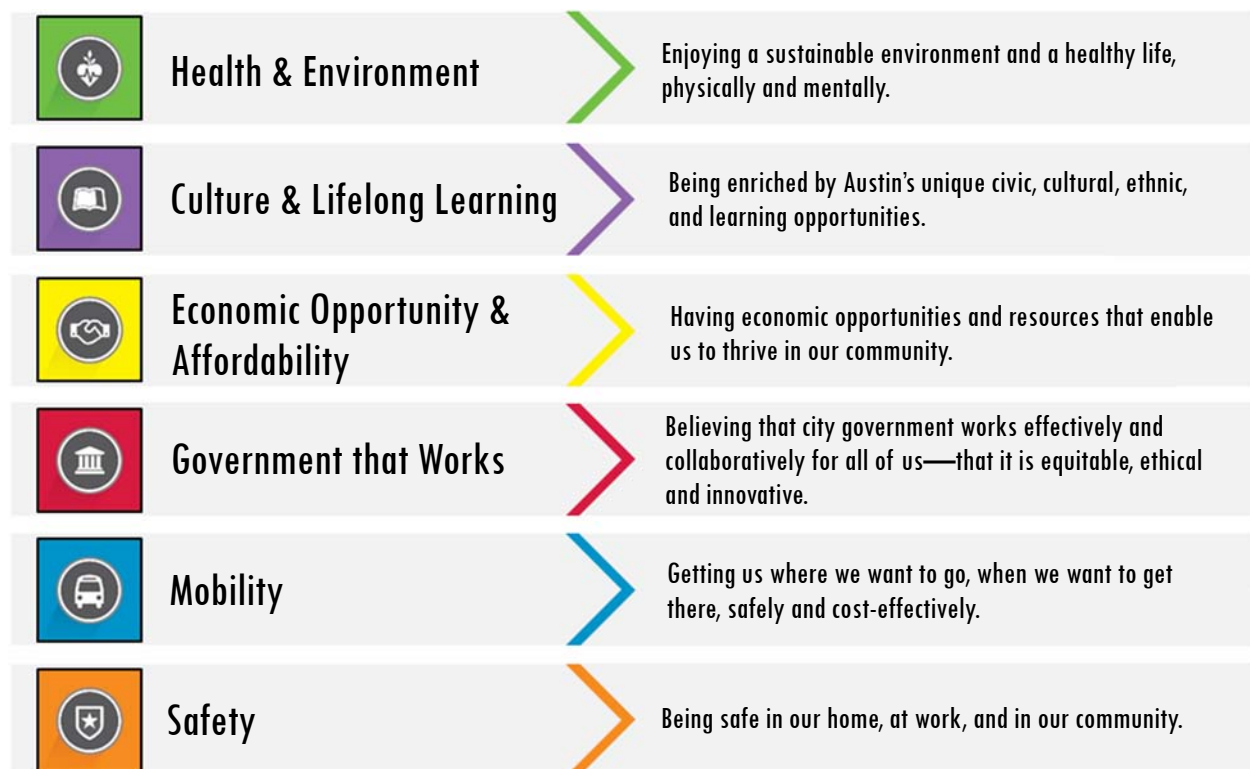 Health & Environment
Enjoying a sustainable environment and a healthy life,
physically and mentally.
Culture & Lifelong Learning
Being enriched by Austin's unique civic, cultural, ethnic,
and learning opportunities.
Economic Opportunity &
Affordability
Having economic opportunities and resources that enable
us to thrive in our community.
Government that Works
Believing that city government works effectively and
collaboratively for all of us—that it is equitable, ethical
and innovative.
Mobility
Getting us where we want to go, when we want to get
there, safely and cost-effectively.
Safety
Being safe in our home, at work, and in our community.